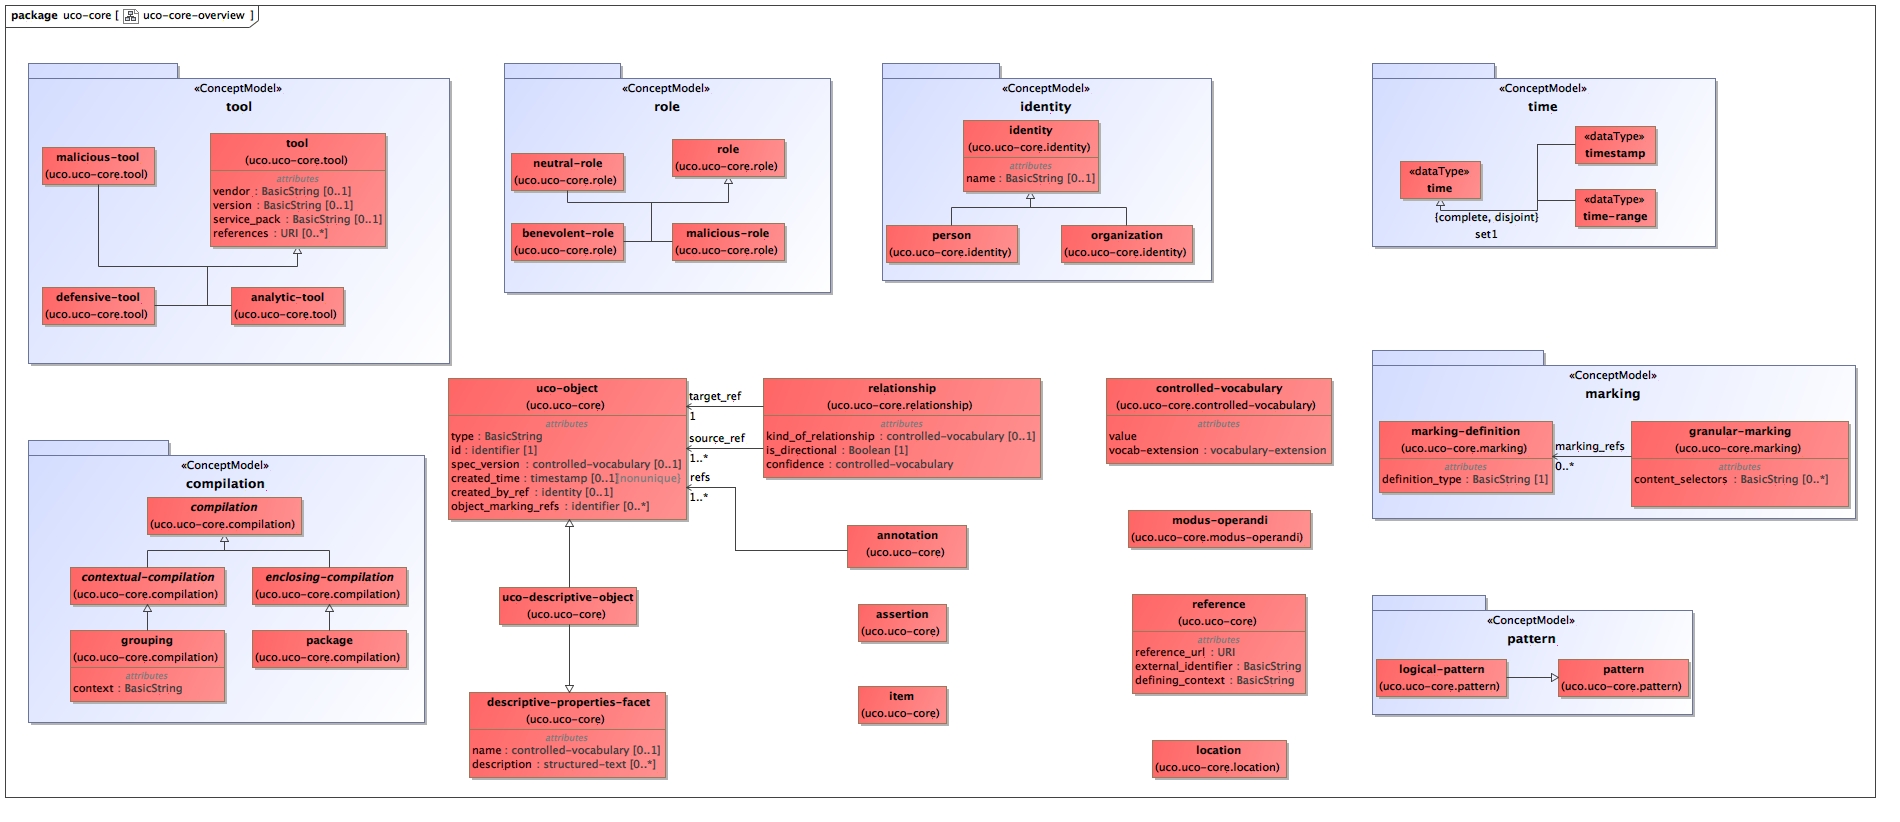 package uco-core [ uco-core-overview ]
«ConceptModel»
tool
malicious-tool
(uco.uco-core.tool)
tool
(uco.uco-core.tool)
attributes
vendor : BasicString [0..1]
version : BasicString [0..1]
service_pack : BasicString [0..1]
references : URI [0..*]
defensive-tool
(uco.uco-core.tool)
analytic-tool
(uco.uco-core.tool)
«ConceptModel»
role
neutral-role
(uco.uco-core.role)
role
(uco.uco-core.role)
benevolent-role
(uco.uco-core.role)
malicious-role
(uco.uco-core.role)
«ConceptModel»
identity
identity
(uco.uco-core.identity)
attributes
name : BasicString [0..1]
person
(uco.uco-core.identity)
organization
(uco.uco-core.identity)
«ConceptModel»
time
«dataType»
time
«dataType»
timestamp
«dataType»
time-range
{complete, disjoint}
set1
«ConceptModel»
compilation
compilation
(uco.uco-core.compilation)
contextual-compilation
(uco.uco-core.compilation)
enclosing-compilation
(uco.uco-core.compilation)
grouping
(uco.uco-core.compilation)
attributes
context : BasicString
package
(uco.uco-core.compilation)
uco-object
(uco.uco-core)
attributes
type : BasicString
id : identifier [1]
spec_version : controlled-vocabulary [0..1]
created_time : timestamp [0..1]{nonunique}
created_by_ref : identity [0..1]
object_marking_refs : identifier [0..*]
target_ref
1
source_ref
1..*
refs
1..*
relationship
(uco.uco-core.relationship)
attributes
kind_of_relationship : controlled-vocabulary [0..1]
is_directional : Boolean [1]
confidence : controlled-vocabulary
annotation
(uco.uco-core)
uco-descriptive-object
(uco.uco-core)
descriptive-properties-facet
(uco.uco-core)
attributes
name : controlled-vocabulary [0..1]
description : structured-text [0..*]
assertion
(uco.uco-core)
item
(uco.uco-core)
controlled-vocabulary
(uco.uco-core.controlled-vocabulary)
attributes
value
vocab-extension : vocabulary-extension
modus-operandi
(uco.uco-core.modus-operandi)
reference
(uco.uco-core)
attributes
reference_url : URI
external_identifier : BasicString
defining_context : BasicString
location
(uco.uco-core.location)
«ConceptModel»
marking
marking-definition
(uco.uco-core.marking)
attributes
definition_type : BasicString [1]
marking_refs
0..*
granular-marking
(uco.uco-core.marking)
attributes
content_selectors : BasicString [0..*]
«ConceptModel»
pattern
logical-pattern
(uco.uco-core.pattern)
pattern
(uco.uco-core.pattern)